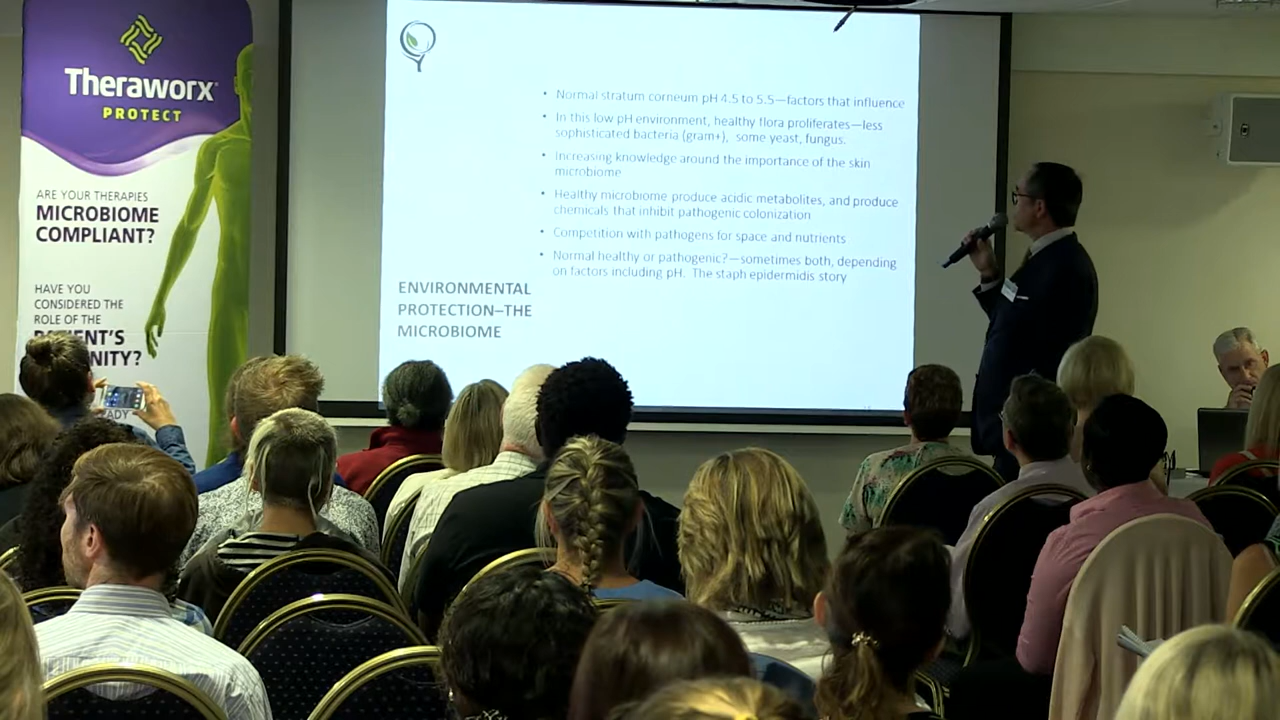 Theraworx
PROTECT
ARE YOUR THERAPIES
MICROBIOME
COMPLIANT?
HAVE YOU
CONSIDERED THE
ROLE OF THE
• Normal stratum corneum pH 4.5 to 5.5—factors that influence
• In this low pH environment, healthy flora proliferates—less
sophisticated bacteria (gram+), some yeast, fungus.
• Increasing knowledge around the importance of the skin
microbiome
• Healthy microbiome produce acidic metabolites, and produce
chemicals that inhibit pathogenic colonization
• Competition with pathogens for space and nutrients
• Normal healthy or pathogenic?—sometimes both, depending
on factors including pH. The staph epidermidis story
ENVIRONMENTAL
PROTECTION–THE
MICROBIOME